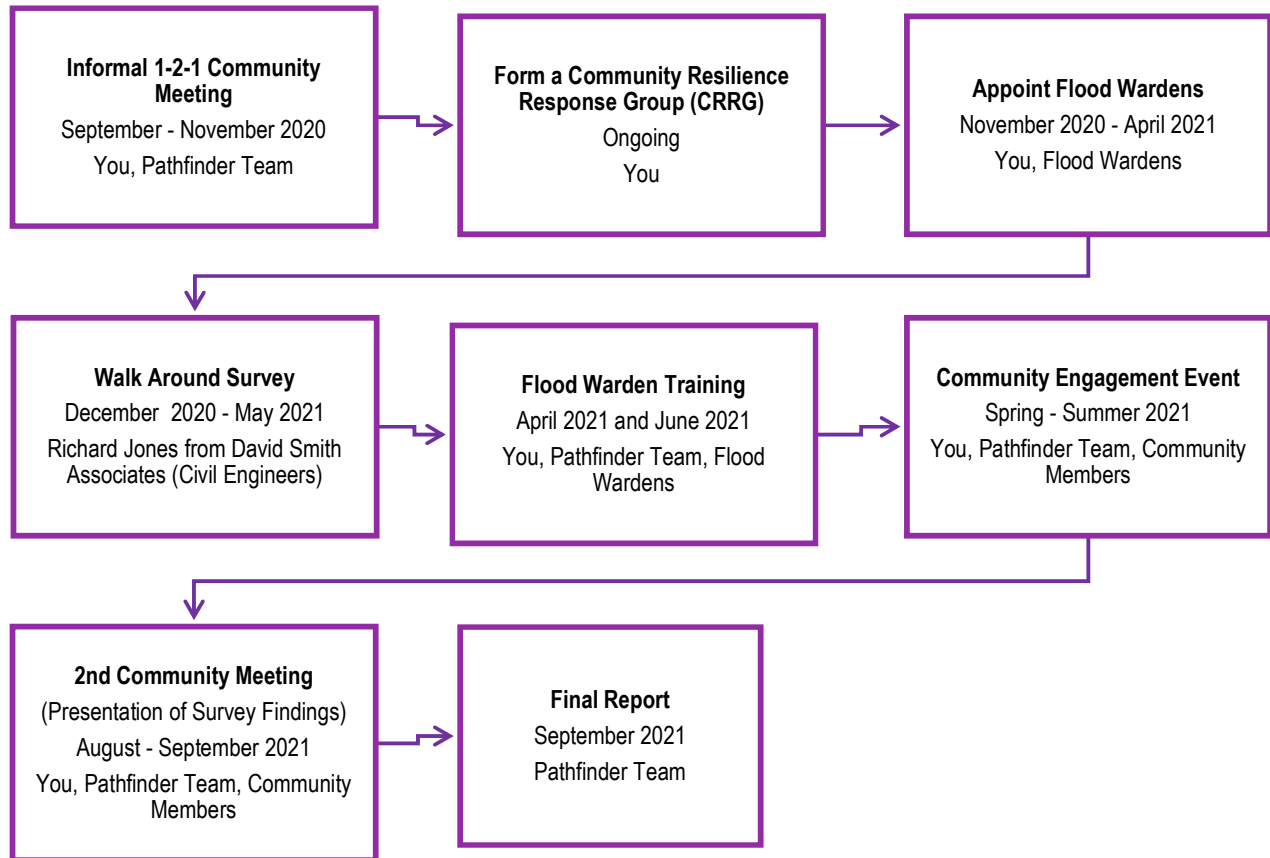 Informal 1-2-1 Community
Meeting
September - November 2020
You, Pathfinder Team
Form a Community Resilience
Response Group (CRRG)
Ongoing
You
Appoint Flood Wardens
November 2020 - April 2021
You, Flood Wardens
Walk Around Survey
December 2020 - May 2021
Richard Jones from David Smith
Associates (Civil Engineers)
Flood Warden Training
April 2021 and June 2021
You, Pathfinder Team, Flood
Wardens
Community Engagement Event
Spring - Summer 2021
You, Pathfinder Team, Community
Members
2nd Community Meeting
(Presentation of Survey Findings)
August - September 2021
You, Pathfinder Team, Community
Members
Final Report
September 2021
Pathfinder Team